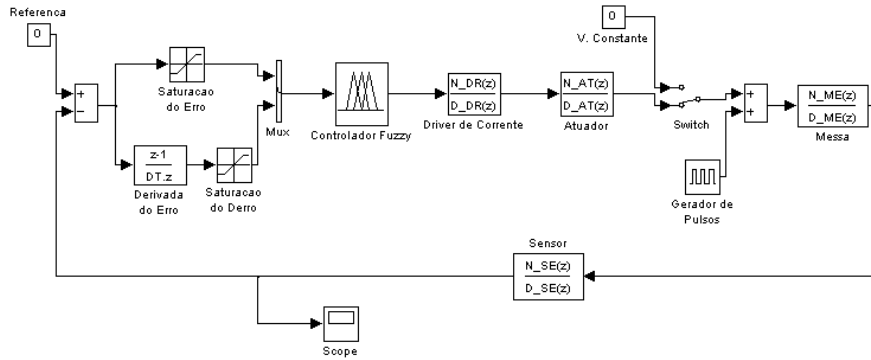 Referenca
0
+
−
Saturacao
do Erro
z-1
DT.z
Derivada
do Erro
Saturacao
do Derro
Mux
Controlador Fuzzy
N_DR(z)
D_DR(z)
Driver de Corrente
N_AT(z)
D_AT(z)
Atuador
0
V. Constante
Switch
+
+
Gerador de
Pulsos
N_ME(z)
D_ME(z)
Messa
Sensor
N_SE(z)
D_SE(z)
Scope